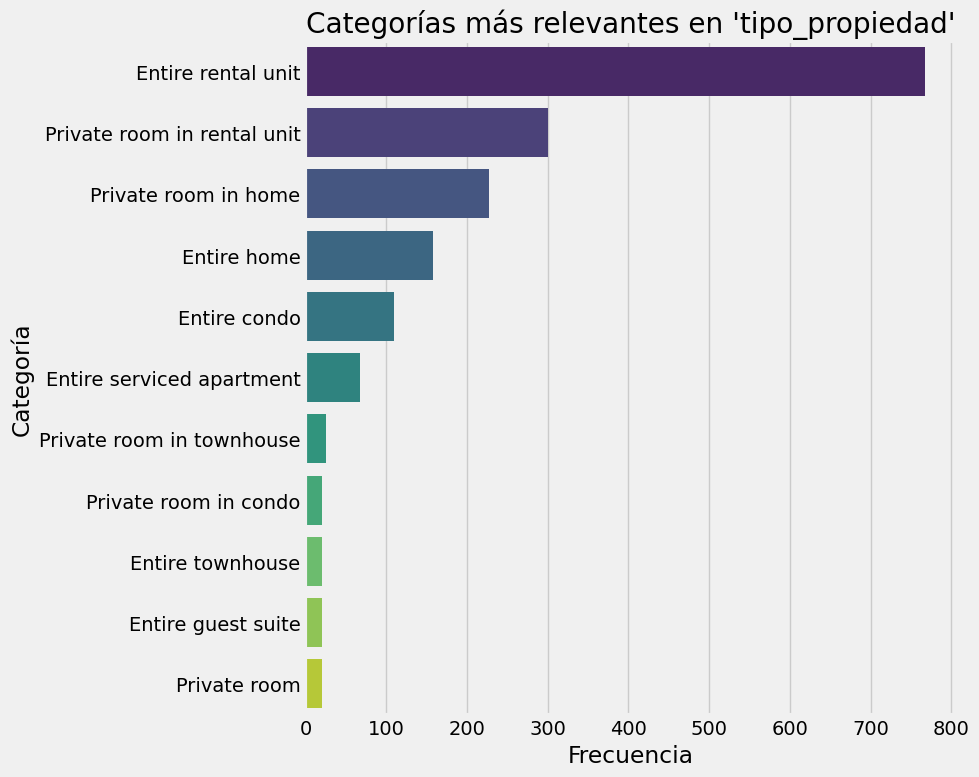 Categorías más relevantes en 'tipo_propiedad'
Entire rental unit
Private room in rental unit
Private room in home
Entire home
Entire condo
Entire serviced apartment
Private room in townhouse
Private room in condo
Entire townhouse
Entire guest suite
Private room
Categoría
0 100 200 300 400 500 600 700 800
Frecuencia